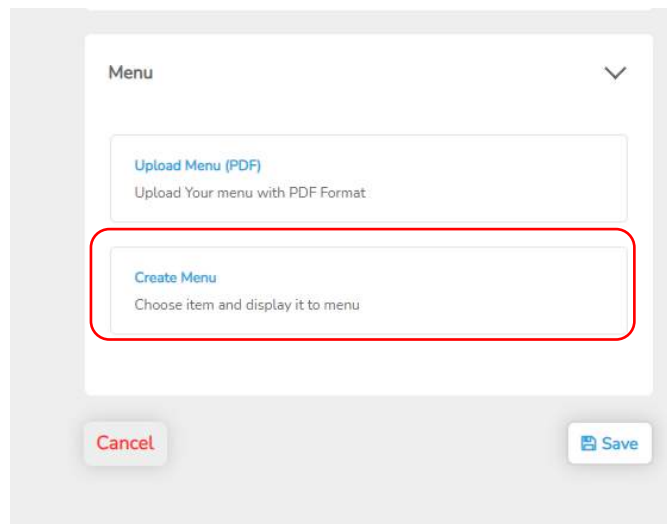 Menu
Upload Menu (PDF)
Upload Your menu with PDF Format
Create Menu
Choose item and display it to menu
Cancel
Save